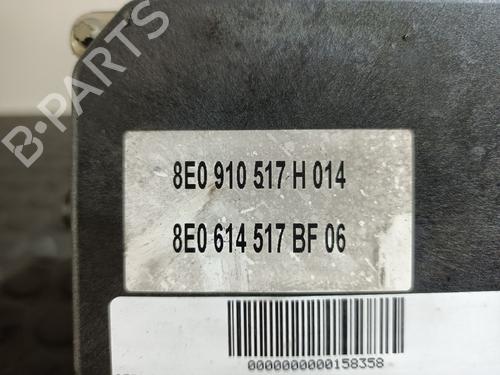 B-PARTS
8E0 910 517 H 014
8E0 614 517 BF 06
0000000000158358